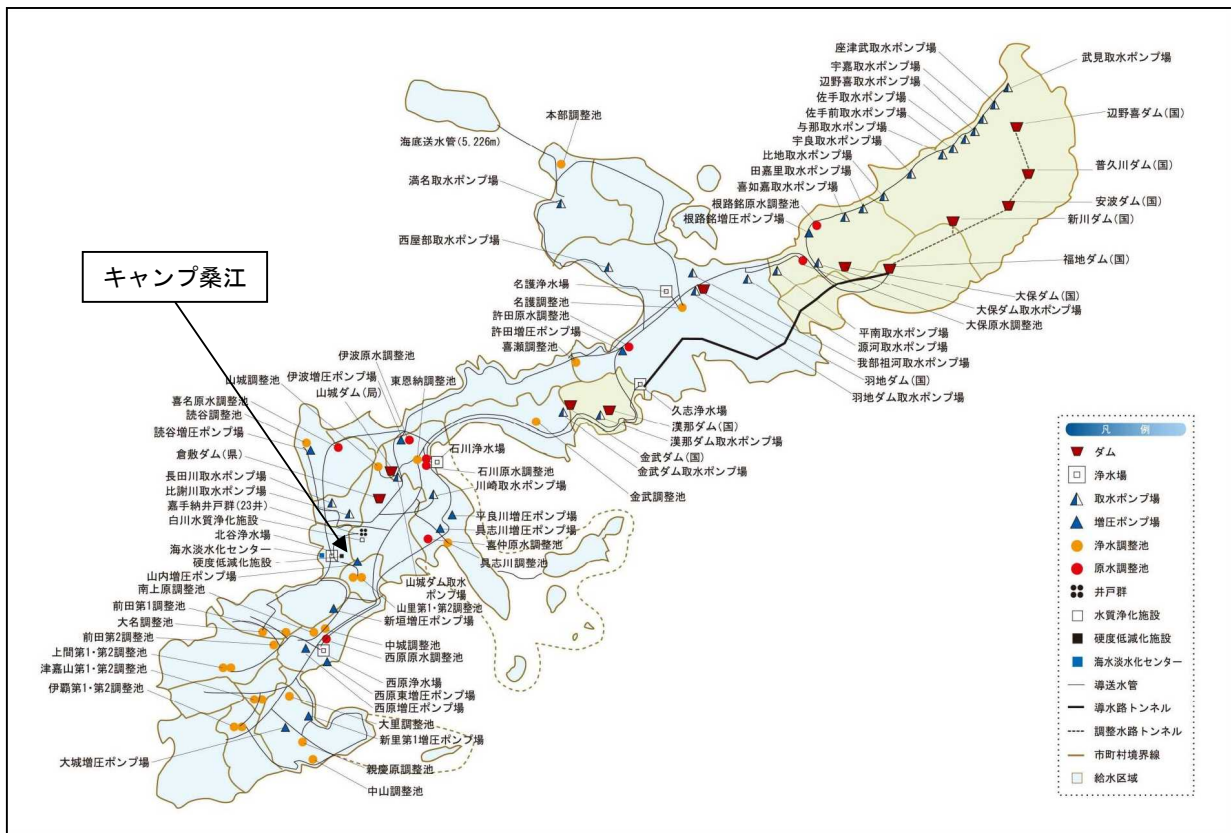 座津武取水ポンプ場
宇嘉取水ポンプ場
辺野喜取水ポンプ場
佐手取水ポンプ場
佐手前取水ポンプ場
与那取水ポンプ場
宇良取水ポンプ場
比地取水ポンプ場
田嘉里取水ポンプ場
喜如嘉取水ポンプ場
根路銘原水調整池
根路銘増圧ポンプ場
武見取水ポンプ場
辺野喜ダム(国)
普久川ダム(国)
安波ダム(国)
新川ダム(国)
福地ダム(国)
大保ダム(国)
大保ダム取水ポンプ場
大保原水調整池
平南取水ポンプ場
源河取水ポンプ場
我部祖河取水ポンプ場
羽地ダム(国)
羽地ダム取水ポンプ場
本部調整池
海底送水管(5.226m)
満名取水ポンプ場
西屋部取水ポンプ場
名護浄水場
名護調整池
許田原水調整池
許田増圧ポンプ場
喜瀬調整池
久志浄水場
漢那ダム(国)
漢那ダム取水ポンプ場
金武ダム(国)
金武ダム取水ポンプ場
金武調整池
キャンプ桑江
伊波原水調整池
伊波増圧ポンプ場
東恩納調整池
山城調整池
山城ダム(局)
喜名原水調整池
読谷調整池
読谷増圧ポンプ場
倉敷ダム(県)
長田川取水ポンプ場
比謝川取水ポンプ場
嘉手納井戸群(23井)
白川水質浄化施設
北谷浄水場
海水淡水化センター
硬度低減化施設
山内増圧ポンプ場
南上原調整池
前田第1調整池
大名調整池
前田第2調整池
上間第1・第2調整池
津嘉山第1・第2調整池
伊覇第1・第2調整池
大城増圧ポンプ場
石川浄水場
石川原水調整池
川崎取水ポンプ場
平良川増圧ポンプ場
具志川増圧ポンプ場
喜仲原水調整池
具志川調整池
山城ダム取水
ポンプ場
山里第1・第2調整池
新垣増圧ポンプ場
中城調整池
西原原水調整池
西原浄水場
西原東増圧ポンプ場
西原増圧ポンプ場
大里調整池
新里第1増圧ポンプ場
親慶原調整池
中山調整池
凡例
ダム
浄水場
取水ポンプ場
増圧ポンプ場
浄水調整池
原水調整池
井戸群
水質浄化施設
硬度低減化施設
海水淡水化センター
導送水管
導水路トンネル
調整水路トンネル
市町村境界線
給水区域